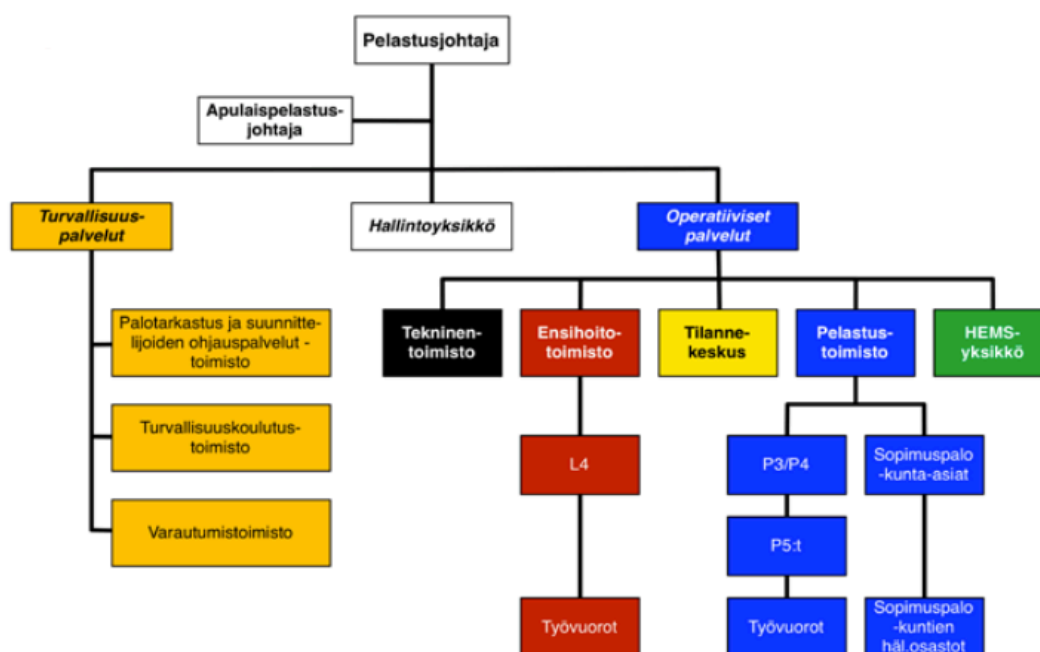 Pelastusjohtaja
Apulaispelastus-
johtaja
Turvallisuus-
palvelut
Hallintoyksikkö
Operatiiviset
palvelut
Palotarkastus ja suunnitte-
lijoiden ohjauspalvelut -
toimisto
Turvallisuuskoulutus-
toimisto
Varautumistoimisto
Tekninen-
toimisto
Ensihoito-
toimisto
Tilanne-
keskus
Pelastus-
toimisto
HEMS-
yksikkö
L4
P3/P4
Sopimuspalo
-kunta-asiat
P5:t
Työvuorot
Työvuorot
Sopimuspalo
-kuntien
häl.osastot